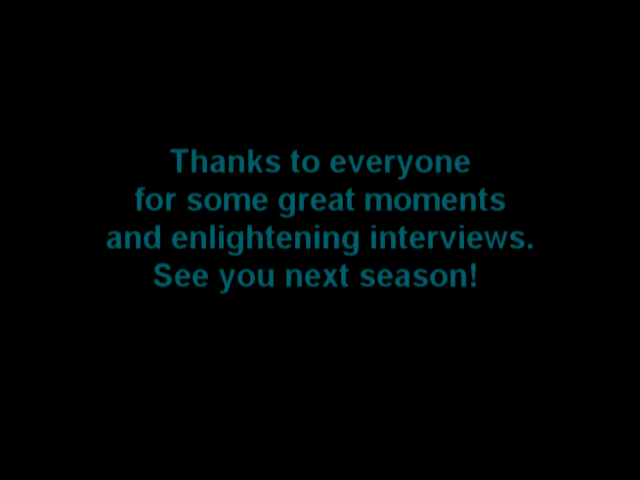 Thanks to everyone
for some great moments
and enlightening interviews.
See you next season!